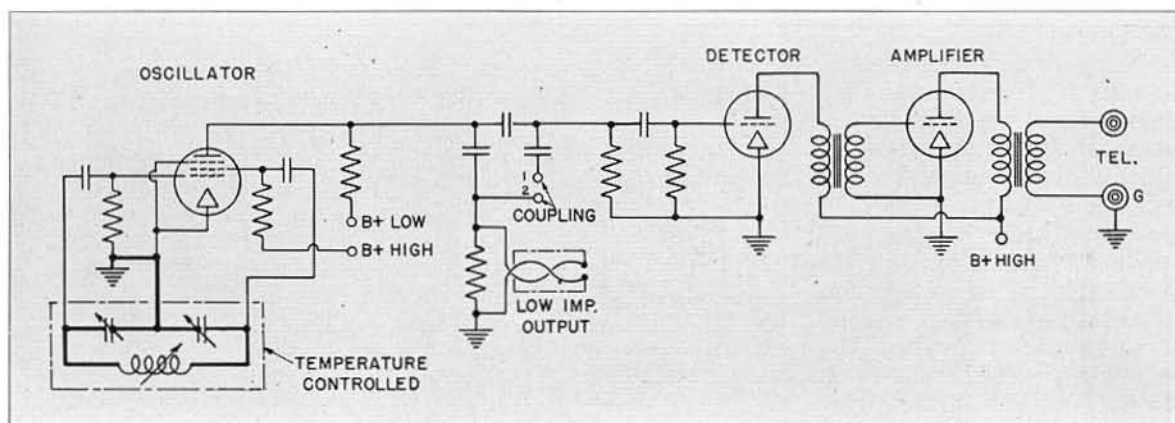 OSCILLATOR
DETECTOR
AMPLIFIER
TEL.
G
1
2
COUPLING
B+ LOW
B+ HIGH
B+HIGH
LOW IMP.
OUTPUT
TEMPERATURE
CONTROLLED